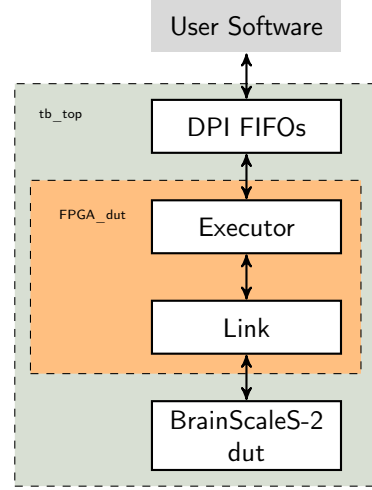 User Software
tb_top
DPI FIFOs
FPGA_dut
Executor
Link
BrainScaleS-2
dut